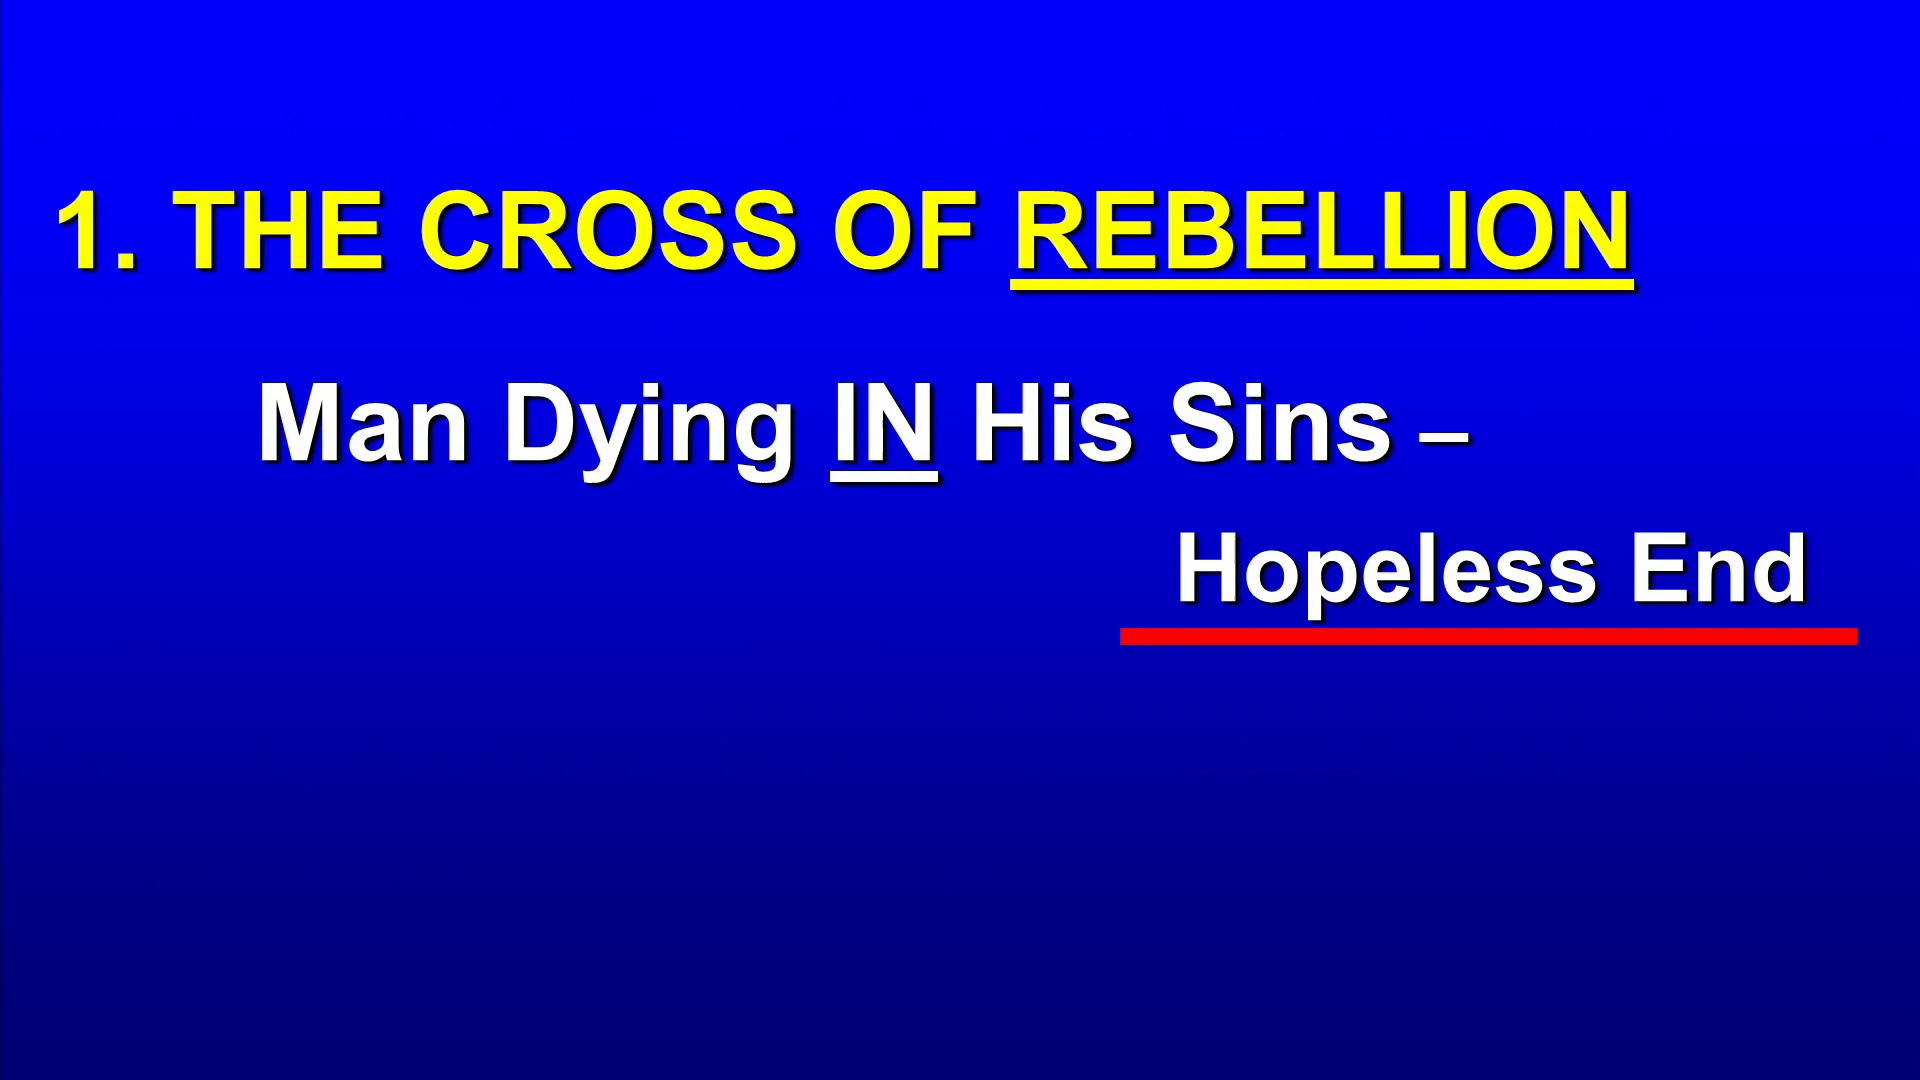 1. THE CROSS OF REBELLION
Man Dying IN His Sins –
Hopeless End